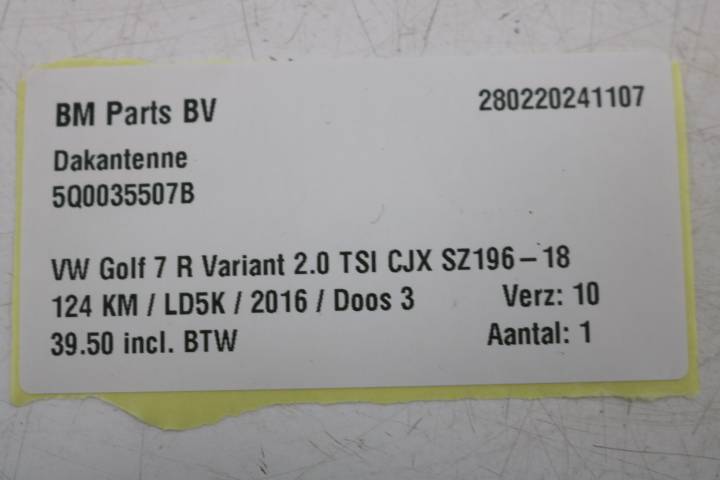 BM Parts BV 280220241107
Dakantenne
5Q0035507B
VW Golf 7 R Variant 2.0 TSI CJX SZ196-18
124 KM / LD5K / 2016 / Doos 3 Verz: 10
39.50 incl. BTW Aantal: 1